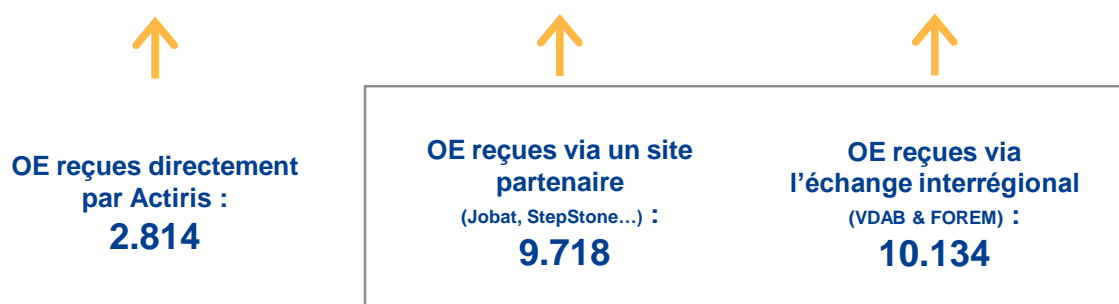 OE reçues directement
par Actiris :
2.814
OE reçues via un site
partenaire
(Jobat, StepStone…) :
9.718
OE reçues via
l’échange interrégional
(VDAB & FOREM) :
10.134